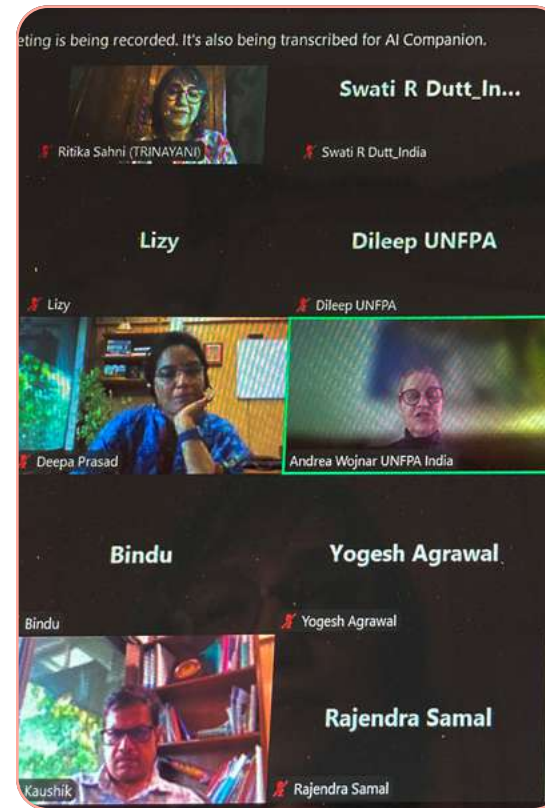 eting is being recorded. It's also being transcribed for AI Companion.
Swati R Dutt_In...
Ritika Sahni (TRINAYANI)
Swati R Dutt_India
Lizy
Dileep UNFPA
Lizy
Dileep UNFPA
Deepa Prasad
Andrea Wojnar UNFPA India
Bindu
Yogesh Agrawal
Bindu
Yogesh Agrawal
Rajendra Samal
Kaushik
Rajendra Samal